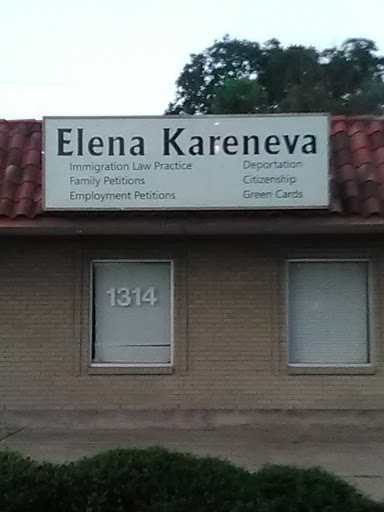 Elena Kareneva
Immigration Law Practice Deportation
Family Petitions Citizenship
Employment Petitions Green Cards
1314